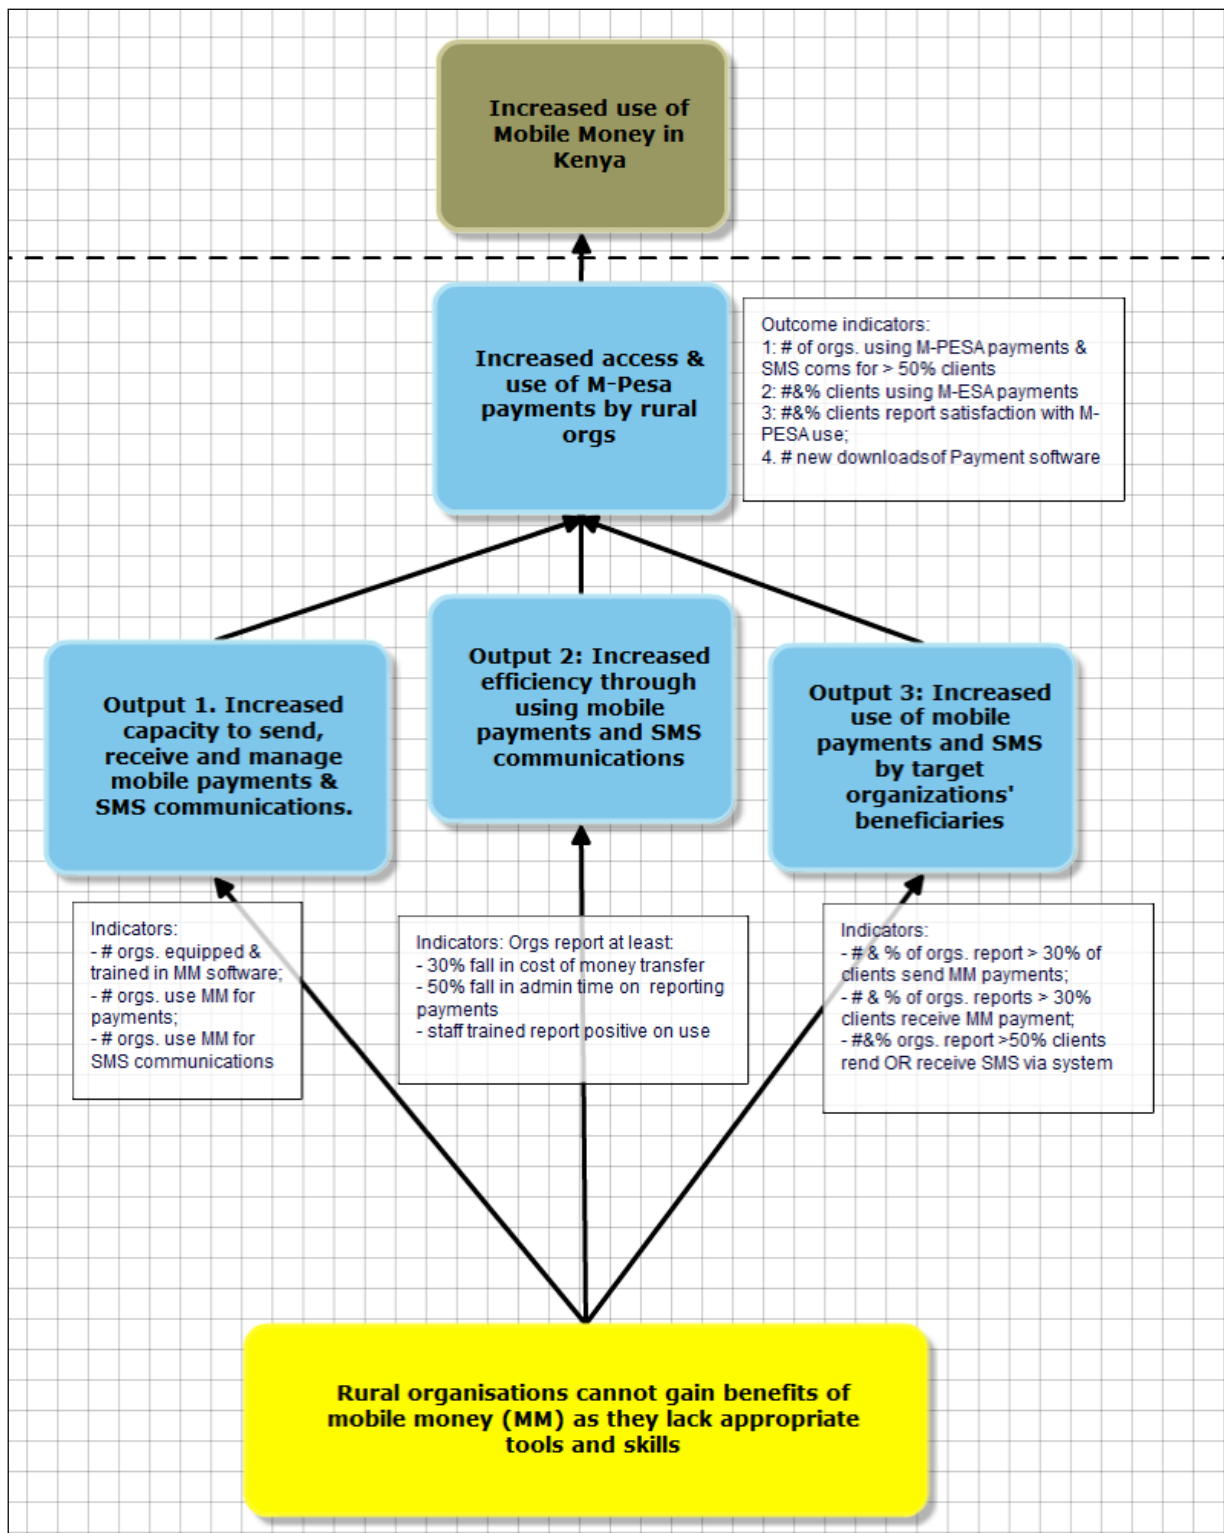 Increased use of
Mobile Money in
Kenya
Increased access &
use of M-Pesa
payments by rural
orgs
Outcome indicators:
1: # of orgs. using M-PESA payments &
SMS coms for > 50% clients
2: #&% clients using M-ESA payments
3: #&% clients report satisfaction with M-
PESA use;
4. # new downloadsof Payment software
Output 1. Increased
capacity to send,
receive and manage
mobile payments &
SMS communications.
Output 2: Increased
efficiency through
using mobile
payments and SMS
communications
Output 3: Increased
use of mobile
payments and SMS
by target
organizations'
beneficiaries
Indicators:
- # orgs. equipped &
trained in MM software;
- # orgs. use MM for
payments;
- # orgs. use MM for
SMS communications
Indicators: Orgs report at least:
- 30% fall in cost of money transfer
- 50% fall in admin time on reporting
payments
- staff trained report positive on use
Indicators:
- # & % of orgs. report > 30% of
clients send MM payments;
- # & % of orgs. reports > 30%
clients receive MM payment;
- #&% orgs. report >50% clients
rend OR receive SMS via system
Rural organisations cannot gain benefits of
mobile money (MM) as they lack appropriate
tools and skills